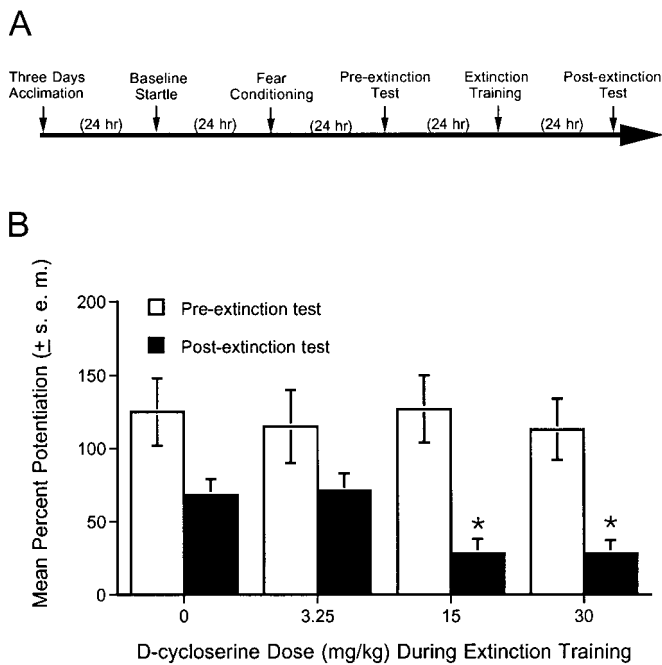 A
Three Days
Acclimation
Baseline
Startle
Fear
Conditioning
Pre-extinction
Test
Extinction
Training
Post-extinction
Test
(24 hr)
(24 hr)
(24 hr)
(24 hr)
(24 hr)
B
Mean Percent Potentiation (± s. e. m.)
200
150
100
50
0
Pre-extinction test
Post-extinction test
*
*
0
3.25
15
30
D-cycloserine Dose (mg/kg) During Extinction Training